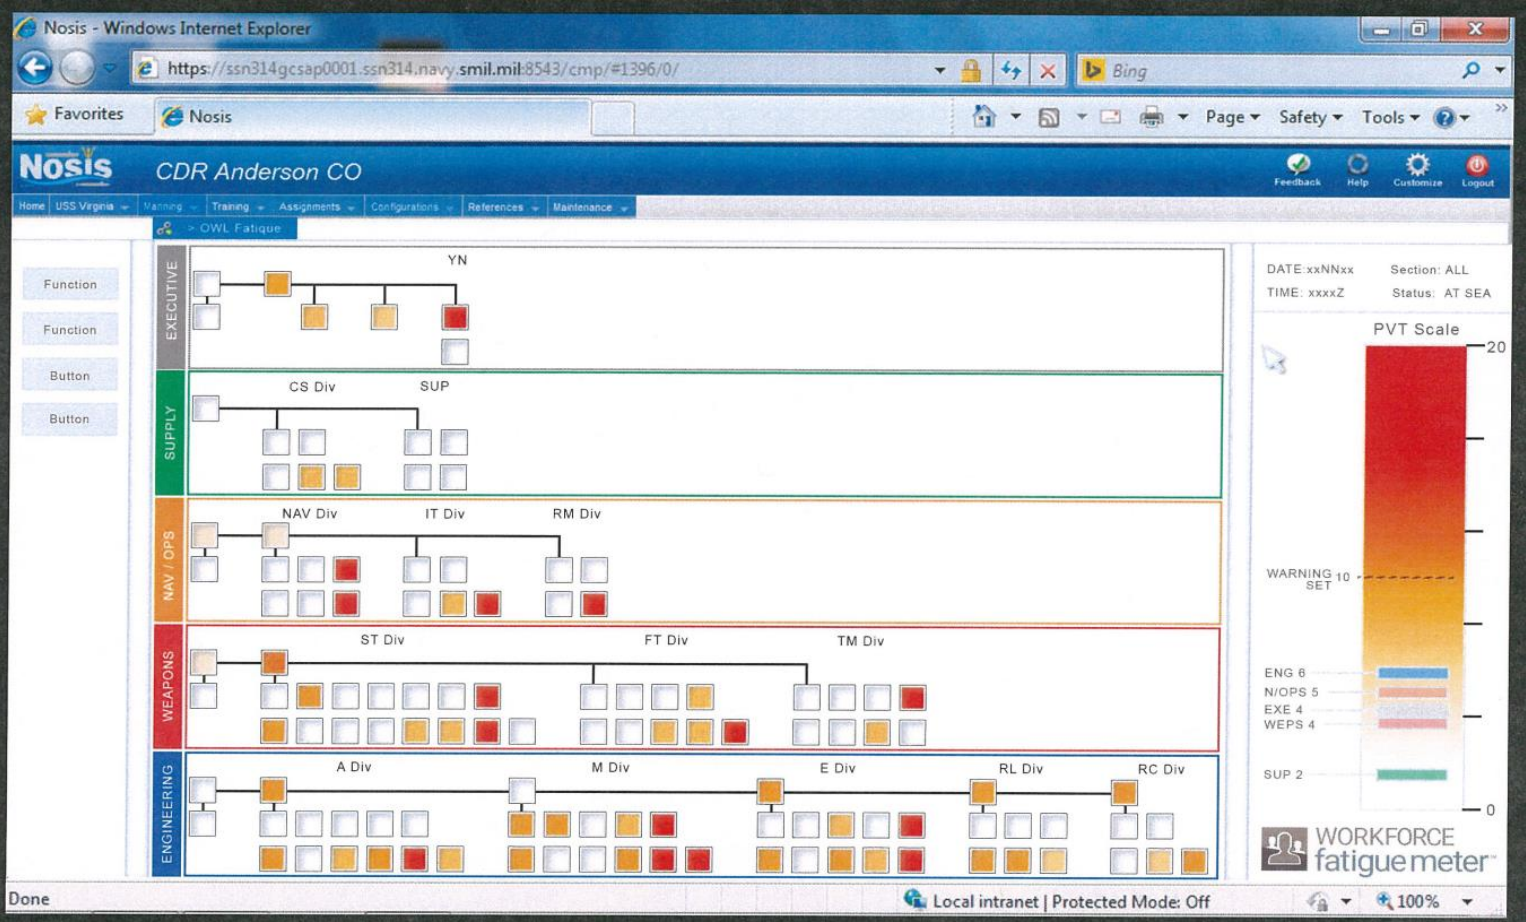 Nosis - Windows Internet Explorer
https://ssn314gcsap0001.ssn314.navy.smil.mil:8543/cmp/#1396/0/
Bing
Favorites
Nosis
Page
Safety
Tools
Nosis
CDR Anderson CO
Feedback
Help
Customize
Logout
Home
USS Virginia
Manning
Training
Assignments
Configurations
References
Maintenance
> OWL Fatique
Function
Function
Button
Button
EXECUTIVE
YN
SUPPLY
CS Div
SUP
NAV / OPS
NAV Div
IT Div
RM Div
WEAPONS
ST Div
FT Div
TM Div
ENGINEERING
A Div
M Div
E Div
RL Div
RC Div
DATE:xxNNxx
Section: ALL
TIME: xxxxZ
Status: AT SEA
PVT Scale
20
WARNING 10
SET
ENG 6
N/OPS 5
EXE 4
WEPS 4
SUP 2
0
WORKFORCE
fatiguemeter
Done
Local intranet | Protected Mode: Off
100%